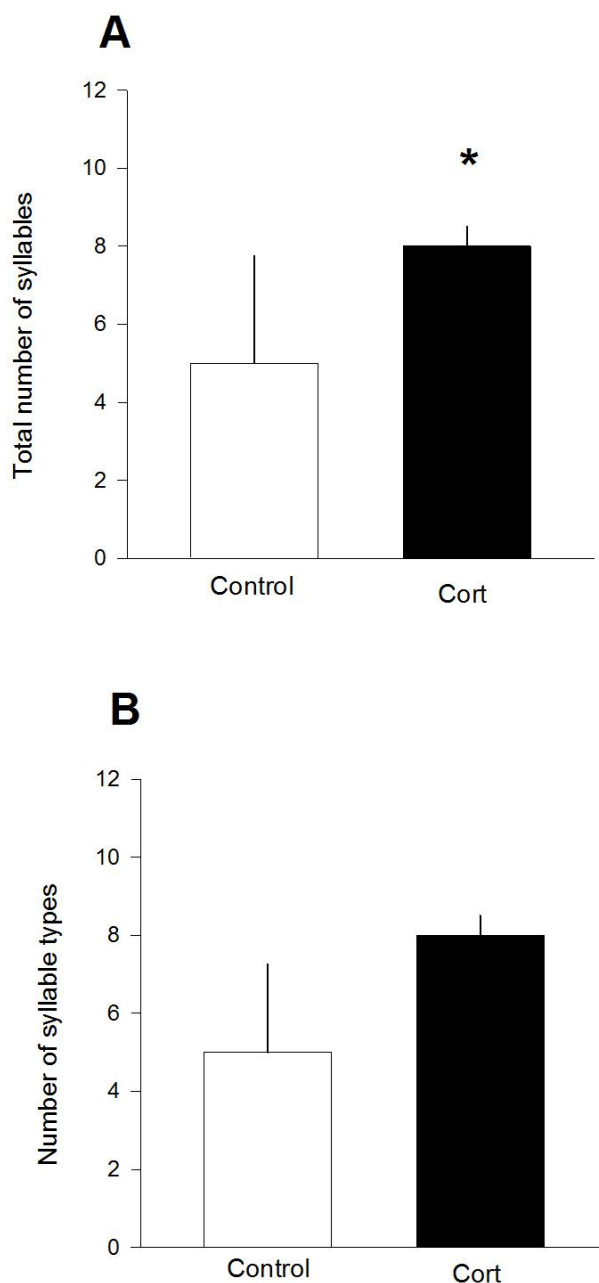 A
12
10
8
6
4
2
0
Total number of syllables
*
Control
Cort
B
12
10
8
6
4
2
0
Number of syllable types
Control
Cort